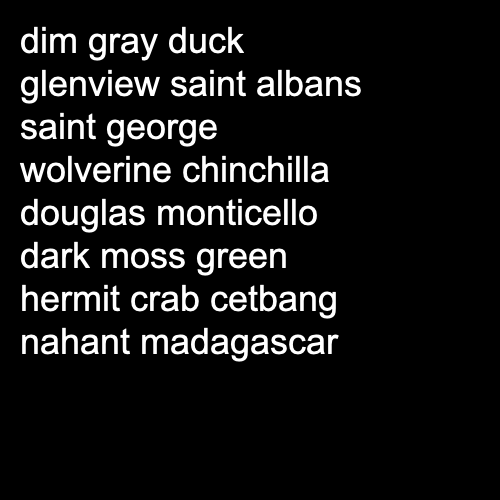 dim gray duck
glenview saint albans
saint george
wolverine chinchilla
douglas monticello
dark moss green
hermit crab cetbang
nahant madagascar